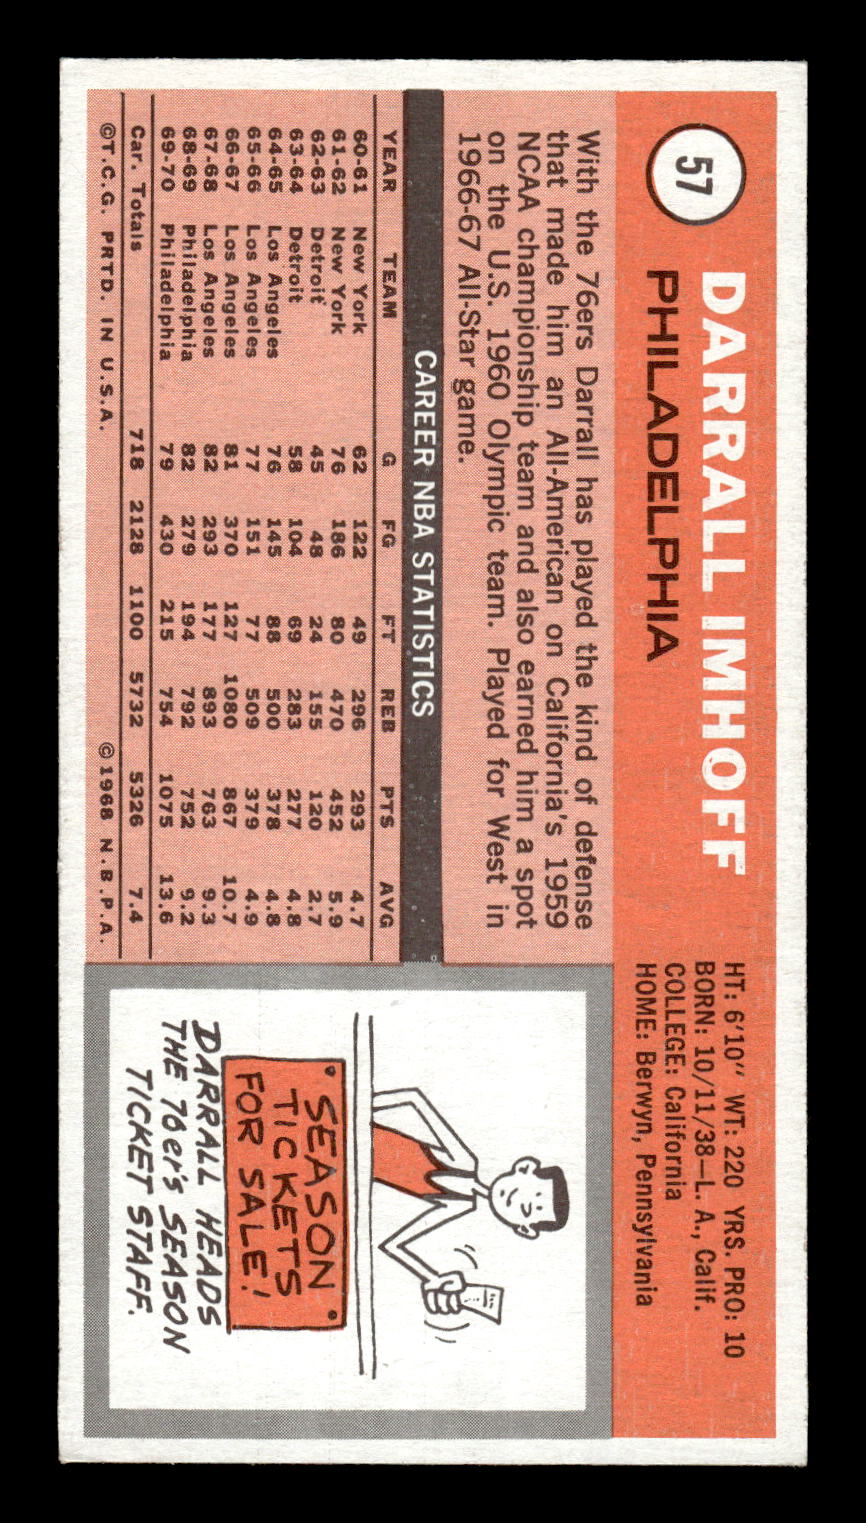 57
DARRALL IMHOFF
PHILADELPHIA
HT: 6'10" WT: 220 YRS. PRO: 10
BORN: 10/11/38—L. A., Calif.
COLLEGE: California
HOME: Berwyn, Pennsylvania
With the 76ers Darrall has played the kind of defense
that made him an All-American on California's 1959
NCAA championship team and also earned him a spot
on the U.S. 1960 Olympic team. Played for West in
1966-67 All-Star game.
CAREER NBA STATISTICS
YEAR TEAM G FG FT REB PTS AVG
60-61 New York 62 122 49 296 293 4.7
61-62 New York 76 186 80 470 452 5.9
62-63 Detroit 45 48 24 155 120 2.7
63-64 Detroit 58 104 69 283 277 4.8
64-65 Los Angeles 76 145 88 500 378 4.8
65-66 Los Angeles 77 151 77 509 379 4.9
66-67 Los Angeles 81 370 127 1080 867 10.7
67-68 Los Angeles 82 293 177 893 763 9.3
68-69 Philadelphia 82 279 194 792 752 9.2
69-70 Philadelphia 79 430 215 754 1075 13.6
Car. Totals 718 2128 1100 5732 5326 7.4
©T.C.G. PRTD. IN U.S.A. ©1968 N.B.P.A.
SEASON
TICKETS
FOR SALE!
DARRALL HEADS
THE 76er's SEASON
TICKET STAFF.